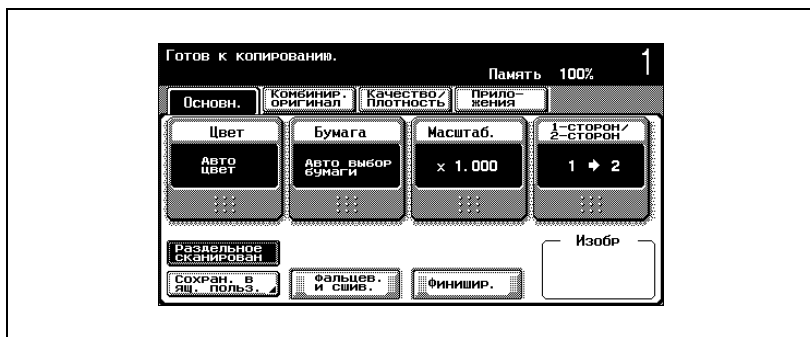 Готов к копированию.
Память 100%
1
Основн.
Комбинир.
оригинал
Качество/
Плотность
Прило-
жения
Цвет
Авто
цвет
Бумага
Авто выбор
бумаги
Масштаб.
x 1.000
1-сторон/
2-сторон
1 ➧ 2
Раздельное
сканирован
Сохран. в
ящ. польз.
Фальцев.
и сшив.
Финишир.
Изобр